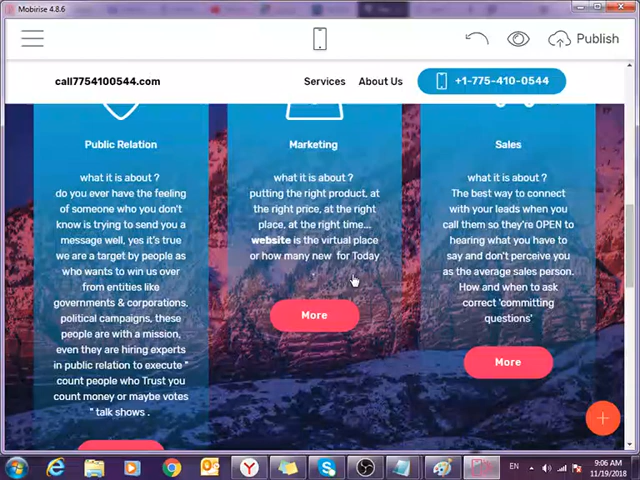 Mobirise 4.8.6
Publish
call7754100544.com
Services
About Us
+1-775-410-0544
Public Relation
what it is about ?
do you ever have the feeling
of someone who you don't
know is trying to send you a
message well, yes it's true
we are a target by people as
who wants to win us over
from entities like
governments & corporations,
political campaigns, these
people are with a mission,
even they are hiring experts
in public relation to execute "
count people who Trust you
count money or maybe votes
" talk shows .
Marketing
what it is about ?
putting the right product, at
the right price, at the right
place, at the right time...
website is the virtual place
or how many new for Today
.
More
Sales
what it is about ?
The best way to connect
with your leads when you
call them so they're OPEN to
hearing what you have to
say and don't perceive you
as the average sales person.
How and when to ask
correct 'committing
questions'
More
EN
9:06 AM
11/19/2018